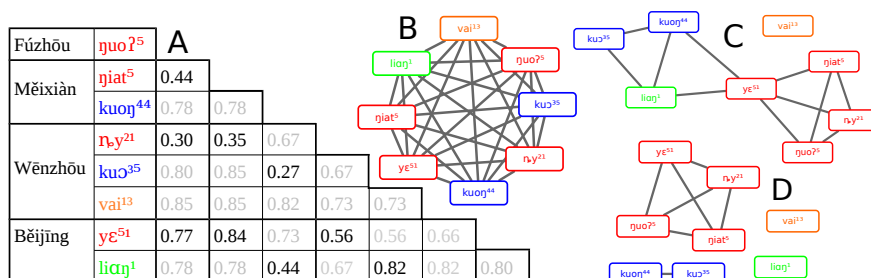 Fúzhōu ŋuoʔ⁵ A
Měixiàn ŋiat⁵ 0.44
kuoŋ⁴⁴ 0.78 0.78
Wēnzhōu n̠y²¹ 0.30 0.35 0.67
kuɔ³⁵ 0.80 0.85 0.27 0.67
vai¹³ 0.85 0.85 0.82 0.73 0.73
Běijīng yɛ⁵¹ 0.77 0.84 0.73 0.56 0.56 0.66
liɑŋ¹ 0.78 0.78 0.44 0.67 0.82 0.82 0.80
B
vai¹³
liɑŋ¹ ŋuoʔ⁵
ŋiat⁵ kuɔ³⁵
yɛ⁵¹ n̠y²¹
kuoŋ⁴⁴
C
kuoŋ⁴⁴ vai¹³
kuɔ³⁵
ŋiat⁵
liɑŋ¹ yɛ⁵¹
n̠y²¹
ŋuoʔ⁵
D
yɛ⁵¹
n̠y²¹
ŋuoʔ⁵ vai¹³
ŋiat⁵
kuoŋ⁴⁴ kuɔ³⁵ liɑŋ¹